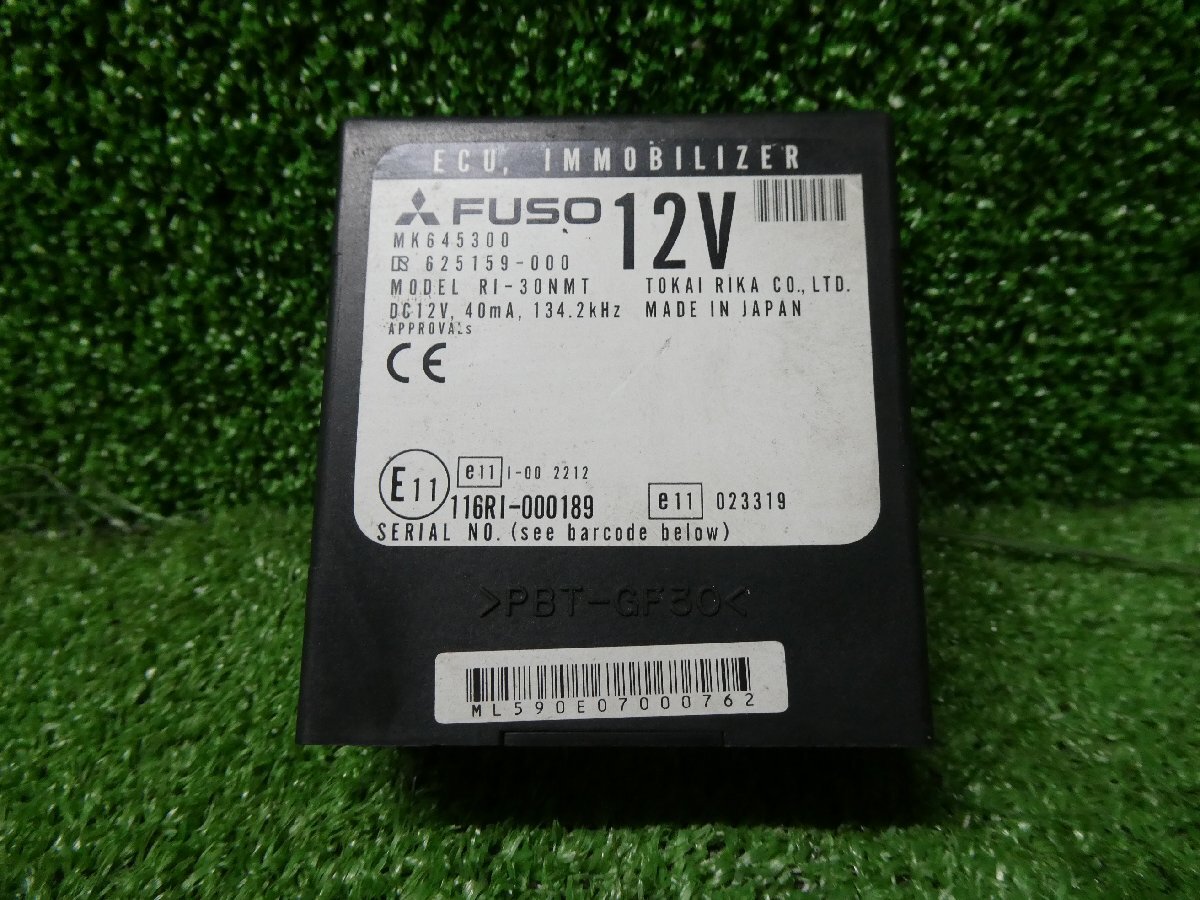 ECU, IMMOBILIZER
FUSO 12V
MK645300
625159-000
MODEL RI-30NMT TOKAI RIKA CO., LTD.
DC12V, 40mA, 134.2kHz MADE IN JAPAN
APPROVALs
CE
E11 e11 I-00 2212
116RI-000189 e11 023319
SERIAL NO. (see barcode below)
>PBT-GF30<
ML590E07000762